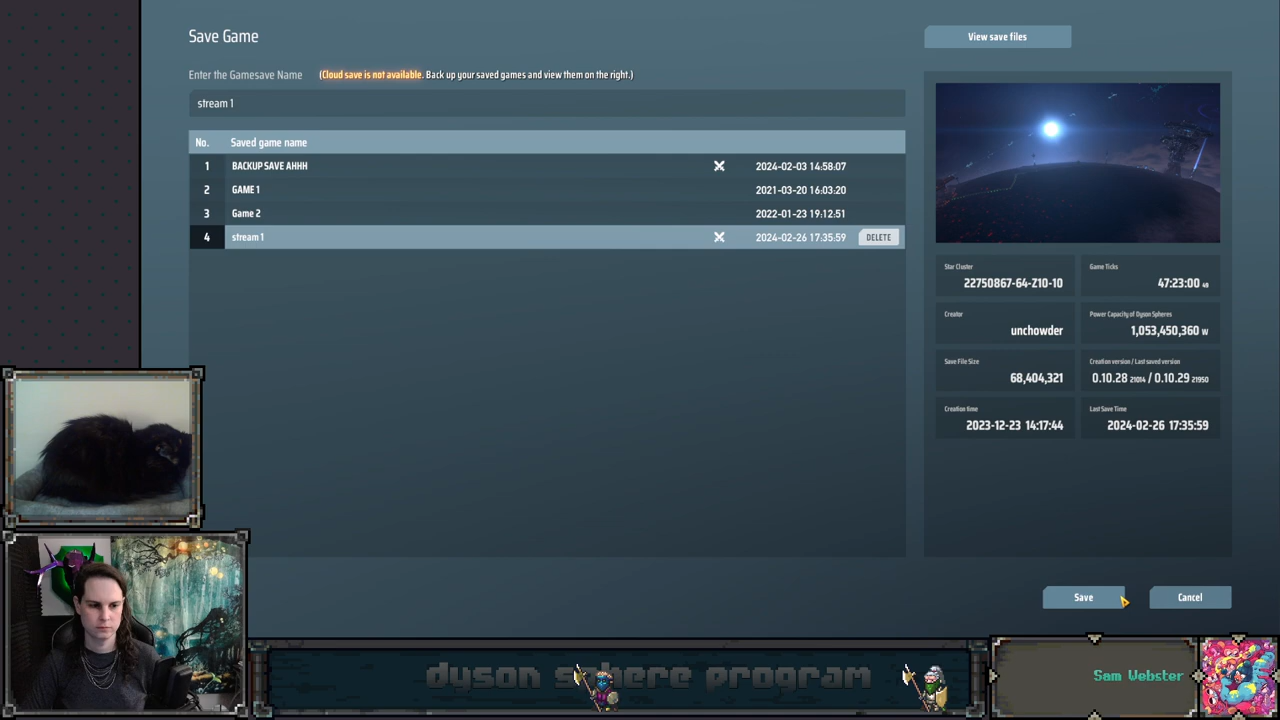 Save Game
View save files
Enter the Gamesave Name (Cloud save is not available. Back up your saved games and view them on the right.)
stream 1
No. Saved game name
1 BACKUP SAVE AHHH 2024-02-03 14:58:07
2 GAME 1 2021-03-20 16:03:20
3 Game 2 2022-01-23 19:12:51
4 stream 1 2024-02-26 17:35:59 DELETE
Star Cluster
22750867-64-Z10-10
Game Ticks
47:23:00 49
Creator
unchowder
Power Capacity of Dyson Spheres
1,053,450,360 W
Save File Size
68,404,321
Creation version / Last saved version
0.10.28 21014 / 0.10.29 21950
Creation time
2023-12-23 14:17:44
Last Save Time
2024-02-26 17:35:59
Save
Cancel
dyson sphere program
Sam Webster